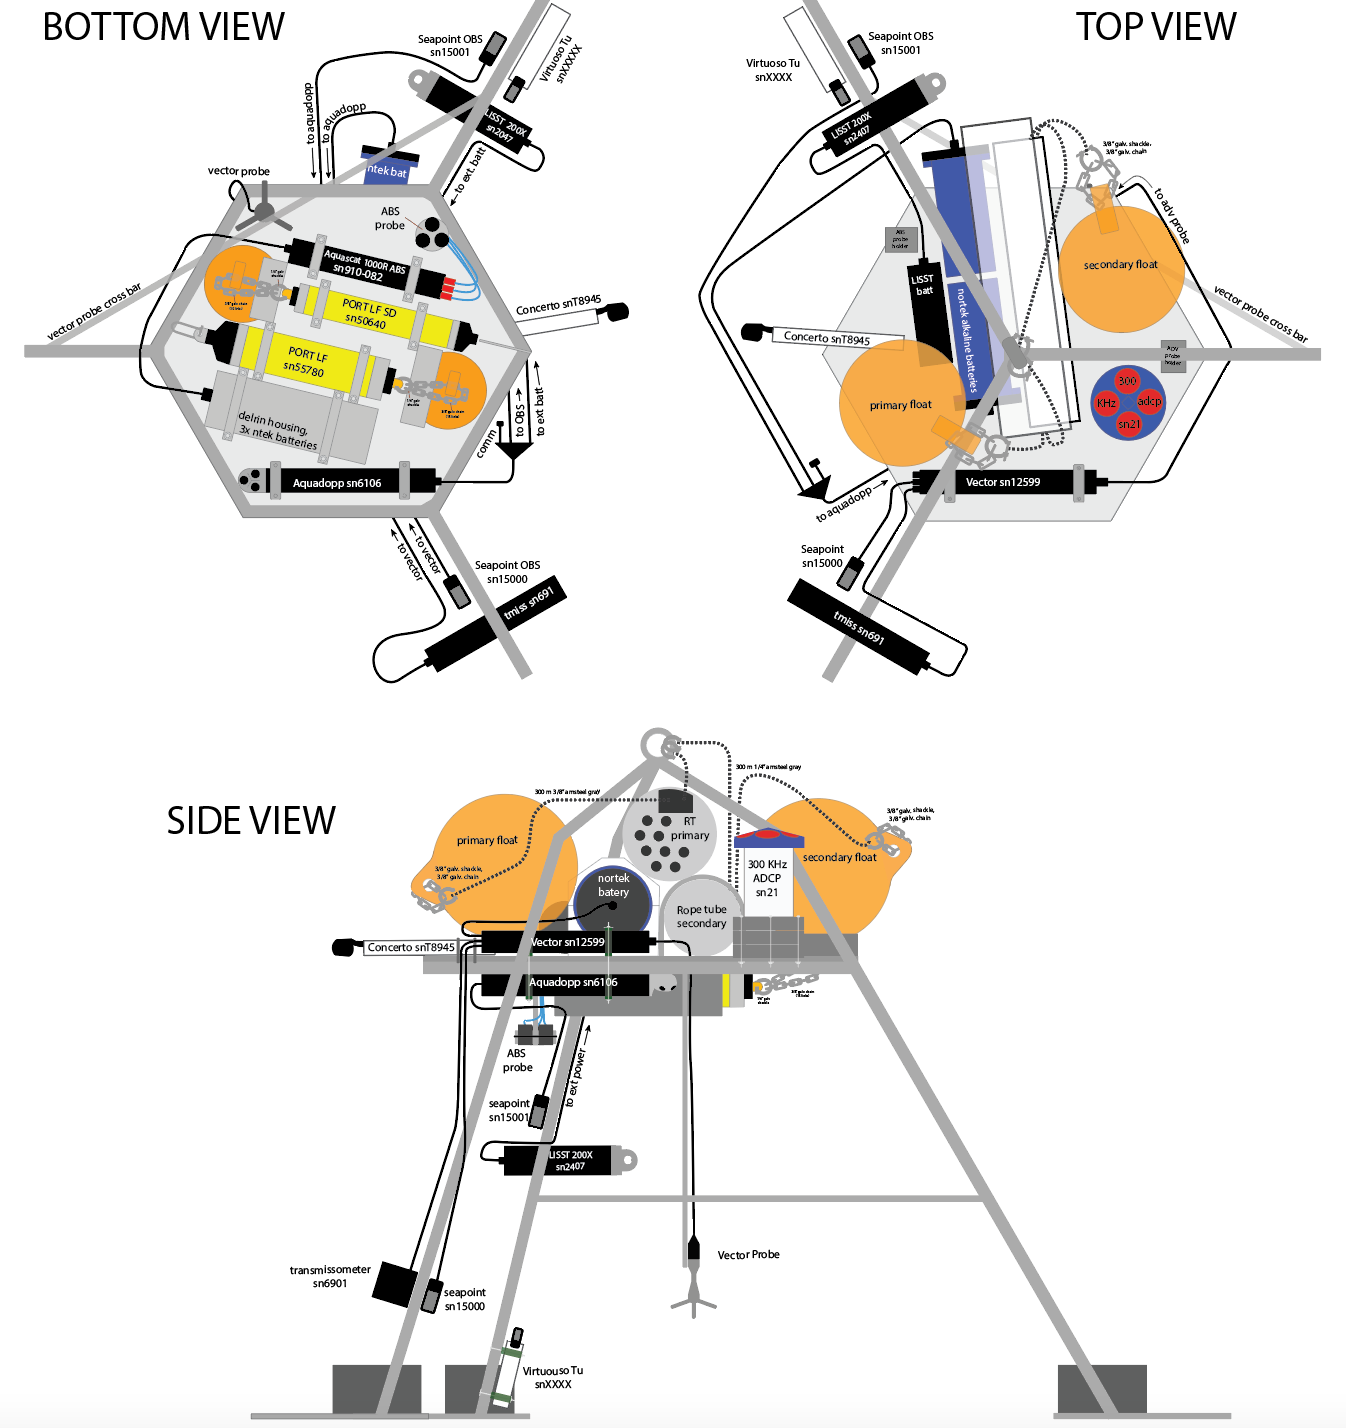 BOTTOM VIEW
Seapoint OBS
sn15001
Virtuoso Tu
snXXXXX
to aquadopp
to aquadopp
LISST 200X
sn2047
to ext. batt
ntek bat
vector probe
ABS
probe
Aquascat 1000R ABS
sn910-082
PORT LF SD
sn50640
PORT LF
sn55780
Concerto snT8945
vector probe cross bar
delrin housing,
3x ntek batteries
Aquadopp sn6106
comm
to OBS
to ext batt
to vector
to vector
Seapoint OBS
sn15000
tmiss sn691
TOP VIEW
Virtuoso Tu
snXXXX
Seapoint OBS
sn15001
LISST 200X
sn2407
3/8" galv. shackle,
3/8" galv. chain
to adv probe
ABS
probe
holder
LISST
batt
nortek alkaline batteries
secondary float
vector probe cross bar
Concerto snT8945
ADV
probe
holder
primary float
300
KHz
adcp
sn21
Vector sn12599
to aquadopp
Seapoint
sn15000
tmiss sn691
SIDE VIEW
300 m 3/8" amsteel gray
300 m 1/4" amsteel gray
primary float
3/8" galv. shackle,
3/8" galv. chain
RT
primary
3/8" galv. shackle,
3/8" galv. chain
secondary float
300 KHz
ADCP
sn21
nortek
batery
Rope tube
secondary
Concerto snT8945
Vector sn12599
Aquadopp sn6106
ABS
probe
to ext power
seapoint
sn15001
LISST 200X
sn2407
Vector Probe
transmissometer
sn6901
seapoint
sn15000
Virtuouso Tu
snXXXX